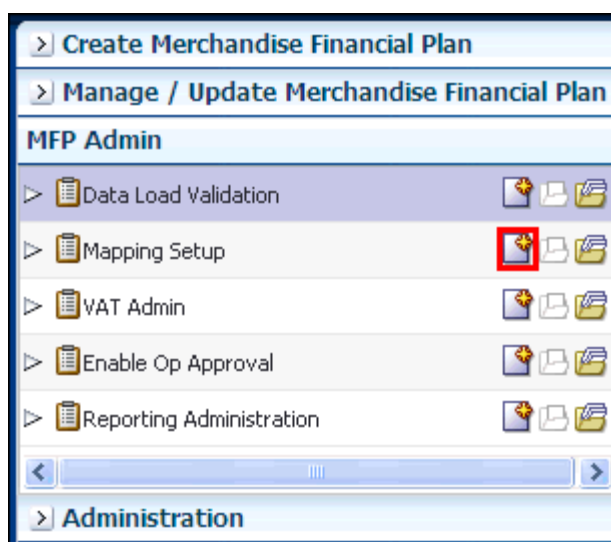 Create Merchandise Financial Plan
Manage / Update Merchandise Financial Plan
MFP Admin
Data Load Validation
Mapping Setup
VAT Admin
Enable Op Approval
Reporting Administration
Administration